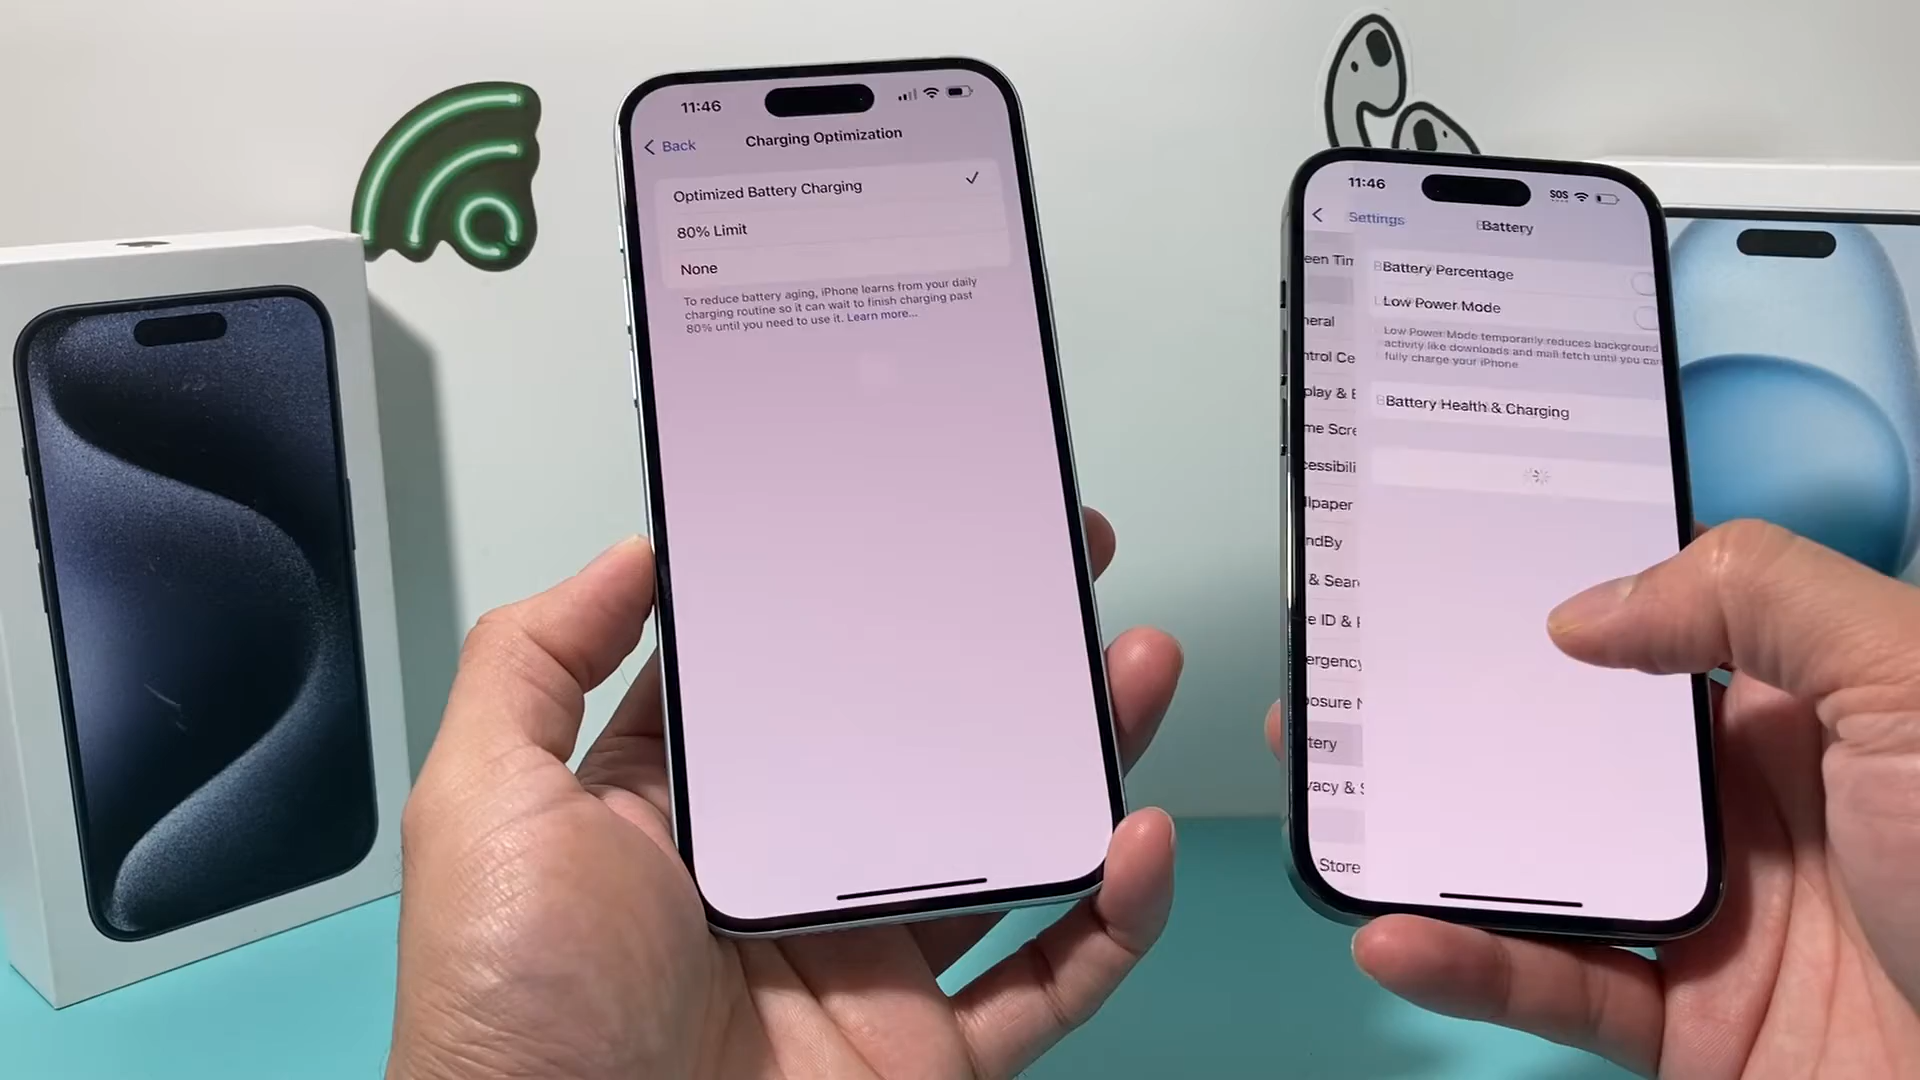 11:46
Back
Charging Optimization
Optimized Battery Charging
80% Limit
None
To reduce battery aging, iPhone learns from your daily
charging routine so it can wait to finish charging past
80% until you need to use it. Learn more...
11:46
SOS
Settings
Battery
een Tim
neral
ntrol Ce
play & B
me Scre
cessibili
llpaper
ndBy
& Sear
e ID & P
ergency
posure N
tery
vacy & S
Store
Battery Percentage
Low Power Mode
Low Power Mode temporarily reduces background
activity like downloads and mail fetch until you can
fully charge your iPhone
Battery Health & Charging